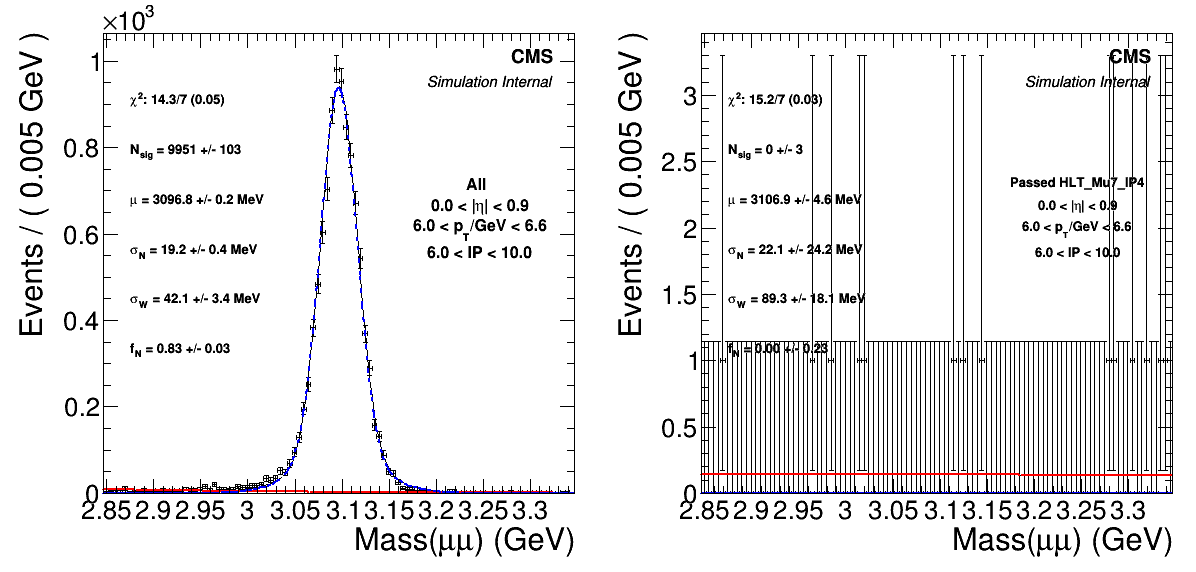 ×10³
Events / ( 0.005 GeV )
CMS
Simulation Internal
χ²: 14.3/7 (0.05)
N_sig = 9951 +/- 103
μ = 3096.8 +/- 0.2 MeV
σ_N = 19.2 +/- 0.4 MeV
σ_W = 42.1 +/- 3.4 MeV
f_N = 0.83 +/- 0.03
All
0.0 < |η| < 0.9
6.0 < p_T/GeV < 6.6
6.0 < IP < 10.0
1
0.8
0.6
0.4
0.2
0
2.85 2.9 2.95 3 3.05 3.1 3.15 3.2 3.25 3.3
Mass(μμ) (GeV)
Events / ( 0.005 GeV )
CMS
Simulation Internal
χ²: 15.2/7 (0.03)
N_sig = 0 +/- 3
μ = 3106.9 +/- 4.6 MeV
σ_N = 22.1 +/- 24.2 MeV
σ_W = 89.3 +/- 18.1 MeV
f_N = 0.00 +/- 0.23
Passed HLT_Mu7_IP4
0.0 < |η| < 0.9
6.0 < p_T/GeV < 6.6
6.0 < IP < 10.0
3
2.5
2
1.5
1
0.5
0
2.85 2.9 2.95 3 3.05 3.1 3.15 3.2 3.25 3.3
Mass(μμ) (GeV)